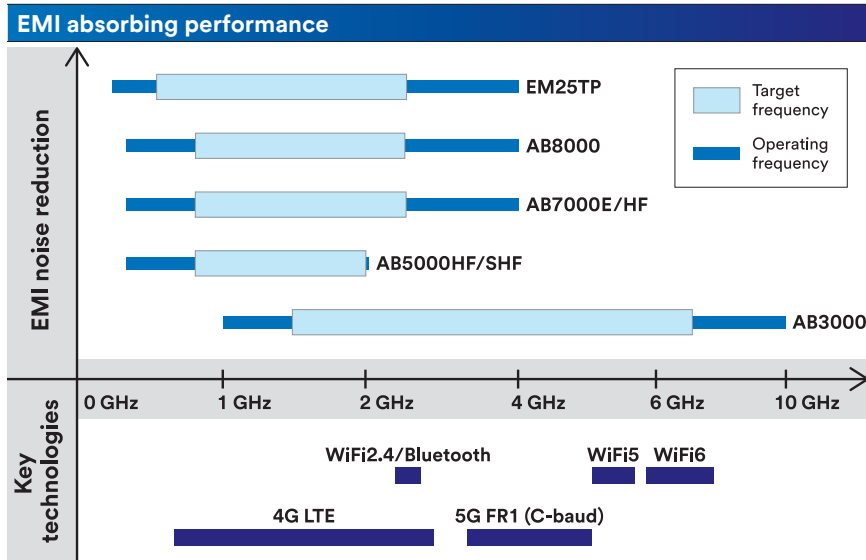 EMI absorbing performance
EMI noise reduction
EM25TP
AB8000
AB7000E/HF
AB5000HF/SHF
AB3000
Target
frequency
Operating
frequency
0 GHz
1 GHz
2 GHz
4 GHz
6 GHz
10 GHz
Key
technologies
WiFi2.4/Bluetooth
WiFi5
WiFi6
4G LTE
5G FR1 (C-baud)